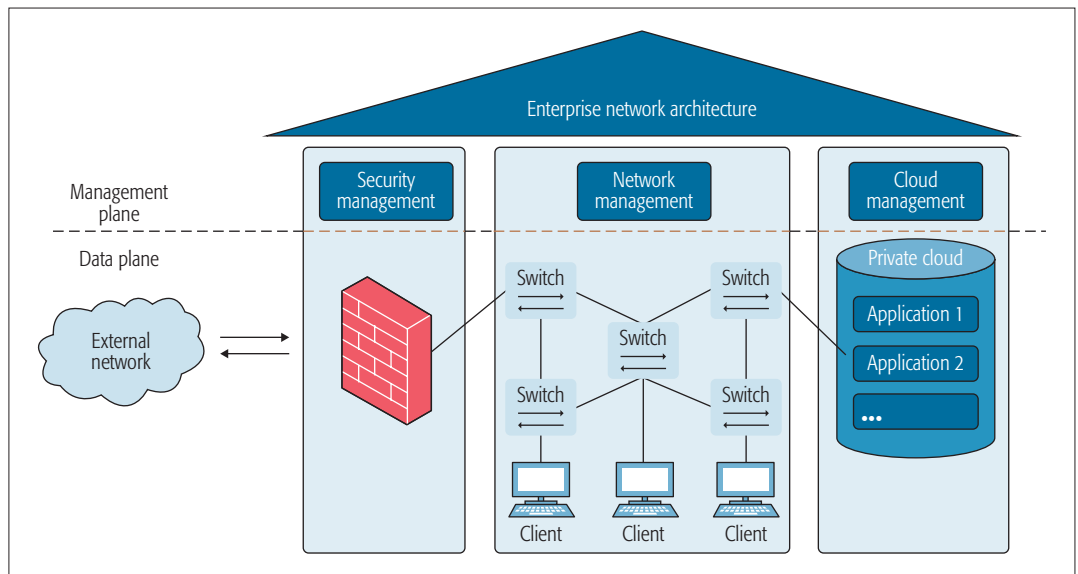 Enterprise network architecture
Security
management
Network
management
Cloud
management
Management
plane
Data plane
External
network
Switch
Switch
Switch
Switch
Switch
Client
Client
Client
Private cloud
Application 1
Application 2
...